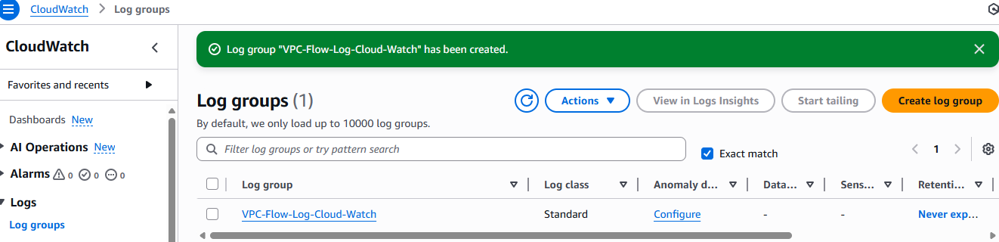 CloudWatch > Log groups
CloudWatch
Log group "VPC-Flow-Log-Cloud-Watch" has been created.
Favorites and recents
Log groups (1)
Actions
View in Logs Insights
Start tailing
Create log group
By default, we only load up to 10000 log groups.
Dashboards New
AI Operations New
Filter log groups or try pattern search
Exact match
1
Alarms 0 0 0
Log group
Log class
Anomaly d...
Data...
Sens...
Retenti...
Logs
VPC-Flow-Log-Cloud-Watch
Standard
Configure
-
-
Never exp...
Log groups